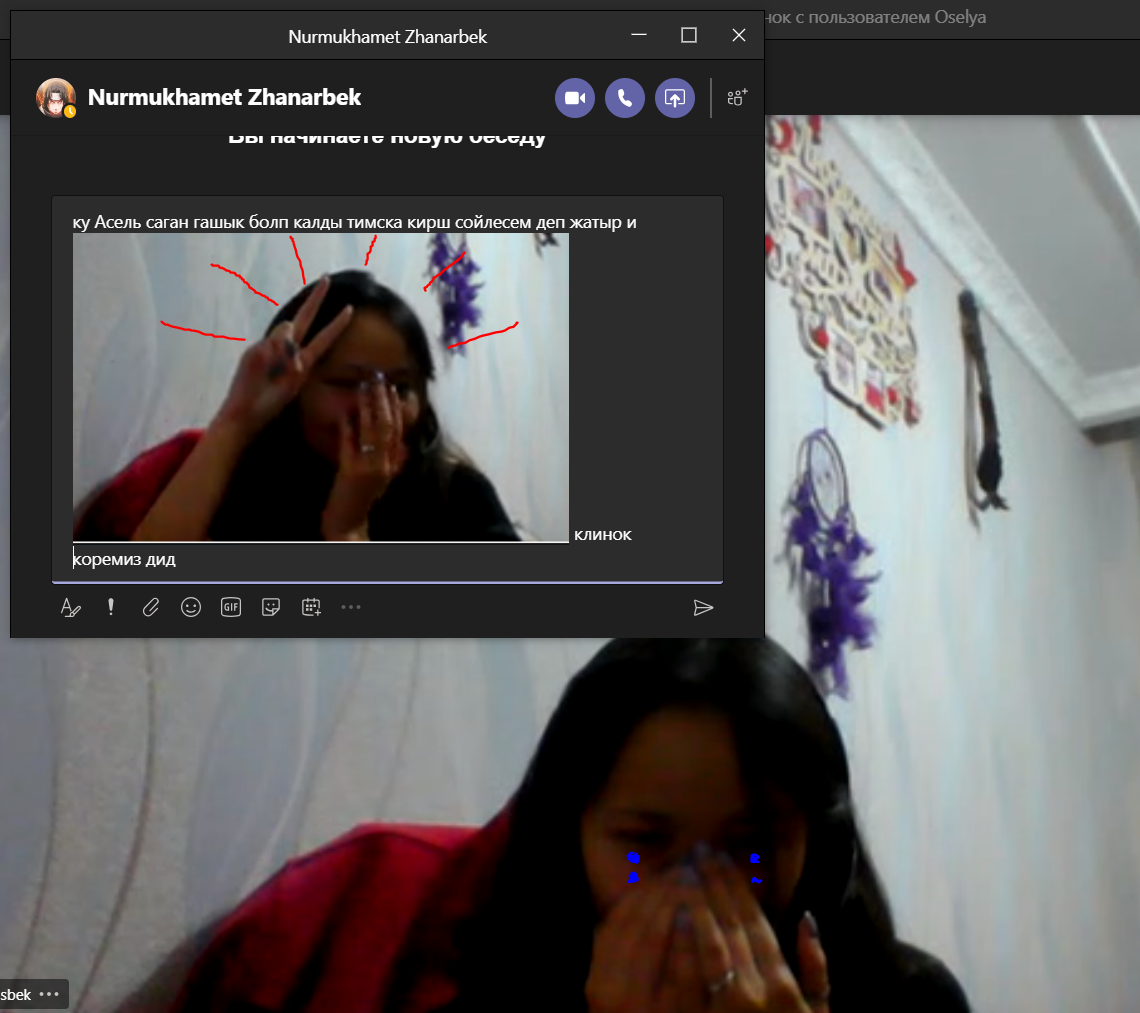 Nurmukhamet Zhanarbek
нок с пользователем Oselya
Nurmukhamet Zhanarbek
Вы начинаете новую беседу
ку Асель саган гашык болп калды тимска кирш сойлесем деп жатыр и
клинок
коремиз дид
GIF
sbek